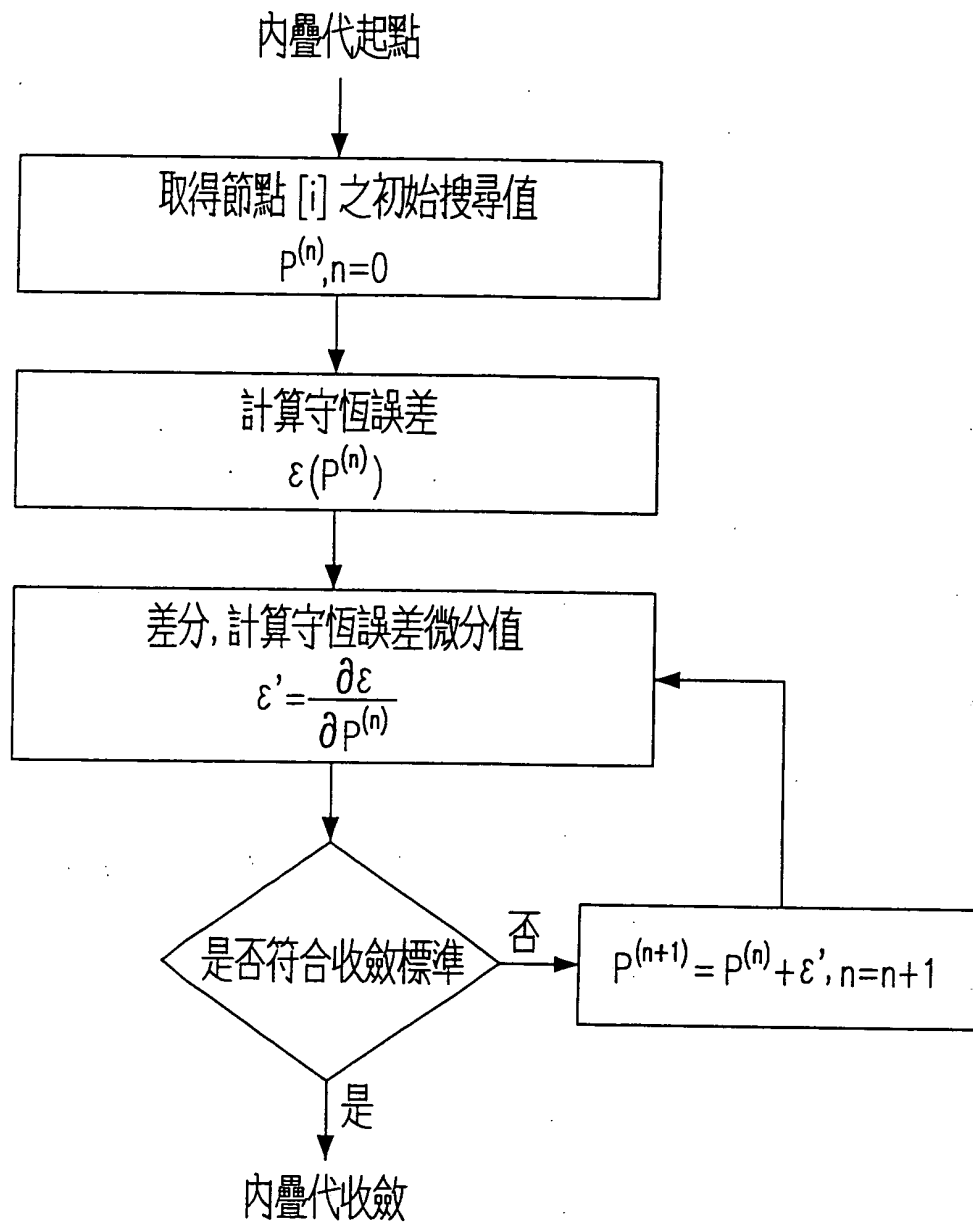 內疊代起點
取得節點 [i] 之初始搜尋值
P^(n), n=0
計算守恆誤差
ε(P^(n))
差分, 計算守恆誤差微分值
ε' = ∂ε / ∂P^(n)
是否符合收斂標準
否
P^(n+1) = P^(n) + ε', n=n+1
是
內疊代收斂